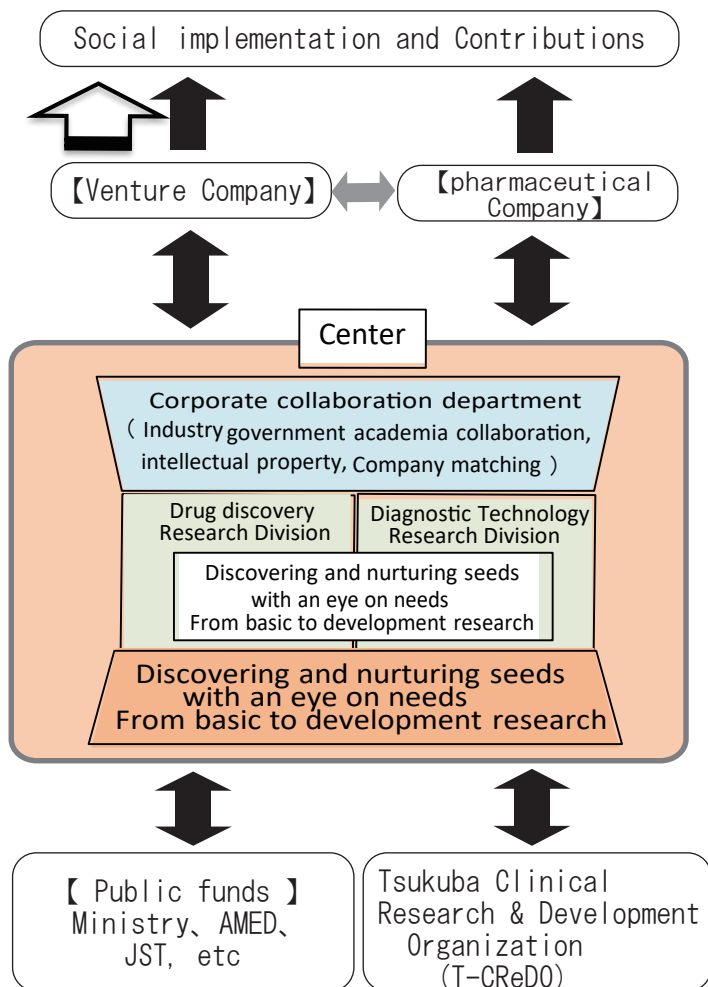 Social implementation and Contributions
【Venture Company】
【pharmaceutical
Company】
Center
Corporate collaboration department
( Industry government academia collaboration,
intellectual property, Company matching )
Drug discovery
Research Division
Diagnostic Technology
Research Division
Discovering and nurturing seeds
with an eye on needs
From basic to development research
Discovering and nurturing seeds
with an eye on needs
From basic to development research
【 Public funds 】
Ministry、AMED、
JST, etc
Tsukuba Clinical
Research & Development
Organization
(T-CReDO)